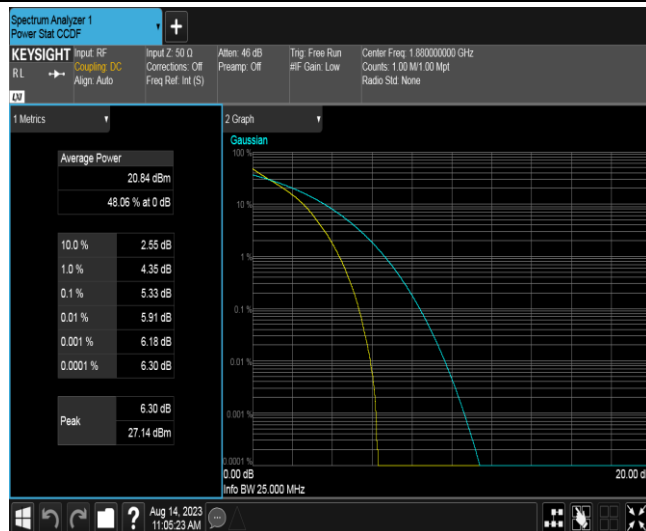 Spectrum Analyzer 1
Power Stat CCDF
+
KEYSIGHT
RL
Input: RF
Coupling: DC
Align: Auto
Input Z: 50 Ω
Corrections: Off
Freq Ref: Int (S)
Atten: 46 dB
Preamp: Off
Trig: Free Run
#IF Gain: Low
Center Freq: 1.880000000 GHz
Counts: 1.00 M/1.00 Mpt
Radio Std: None
1 Metrics
Average Power
20.84 dBm
48.06 % at 0 dB
10.0 % 2.55 dB
1.0 % 4.35 dB
0.1 % 5.33 dB
0.01 % 5.91 dB
0.001 % 6.18 dB
0.0001 % 6.30 dB
Peak
6.30 dB
27.14 dBm
2 Graph
Gaussian
100 %
10 %
1 %
0.1 %
0.01 %
0.001 %
0.0001 %
0.00 dB
20.00 d
Info BW 25.000 MHz
?
Aug 14, 2023
11:05:23 AM